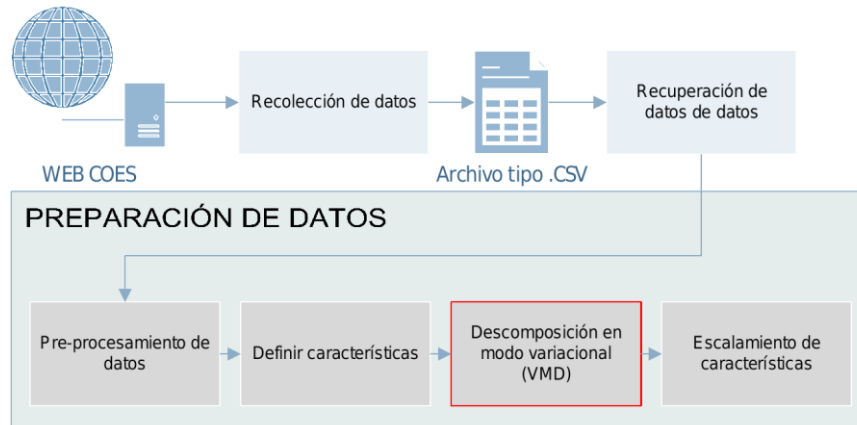 Recolección de datos
Recuperación de
datos de datos
WEB COES
Archivo tipo .CSV
PREPARACIÓN DE DATOS
Pre-procesamiento de
datos
Definir características
Descomposición en
modo variacional
(VMD)
Escalamiento de
características